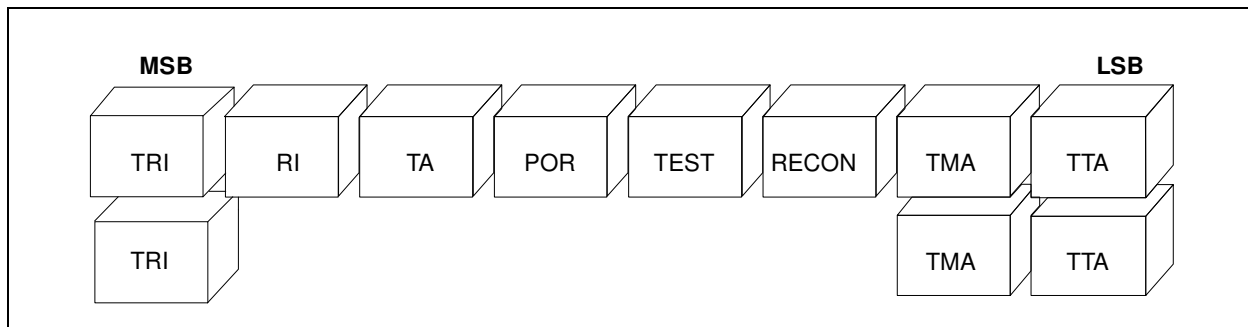 MSB LSB
TRI RI TA POR TEST RECON TMA TTA
TRI TMA TTA